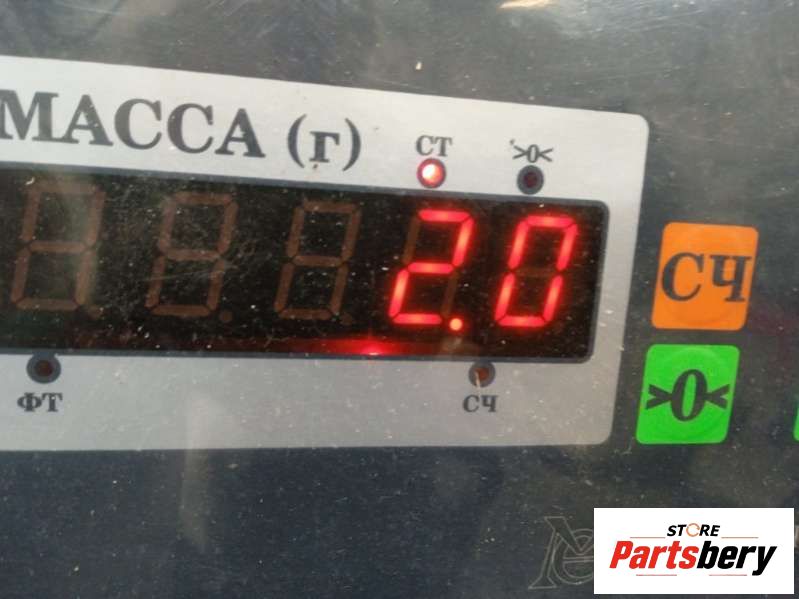 МАССА (г)
СТ >0<
2.0
ФТ СЧ
СЧ
>0<
STORE
Partsbery